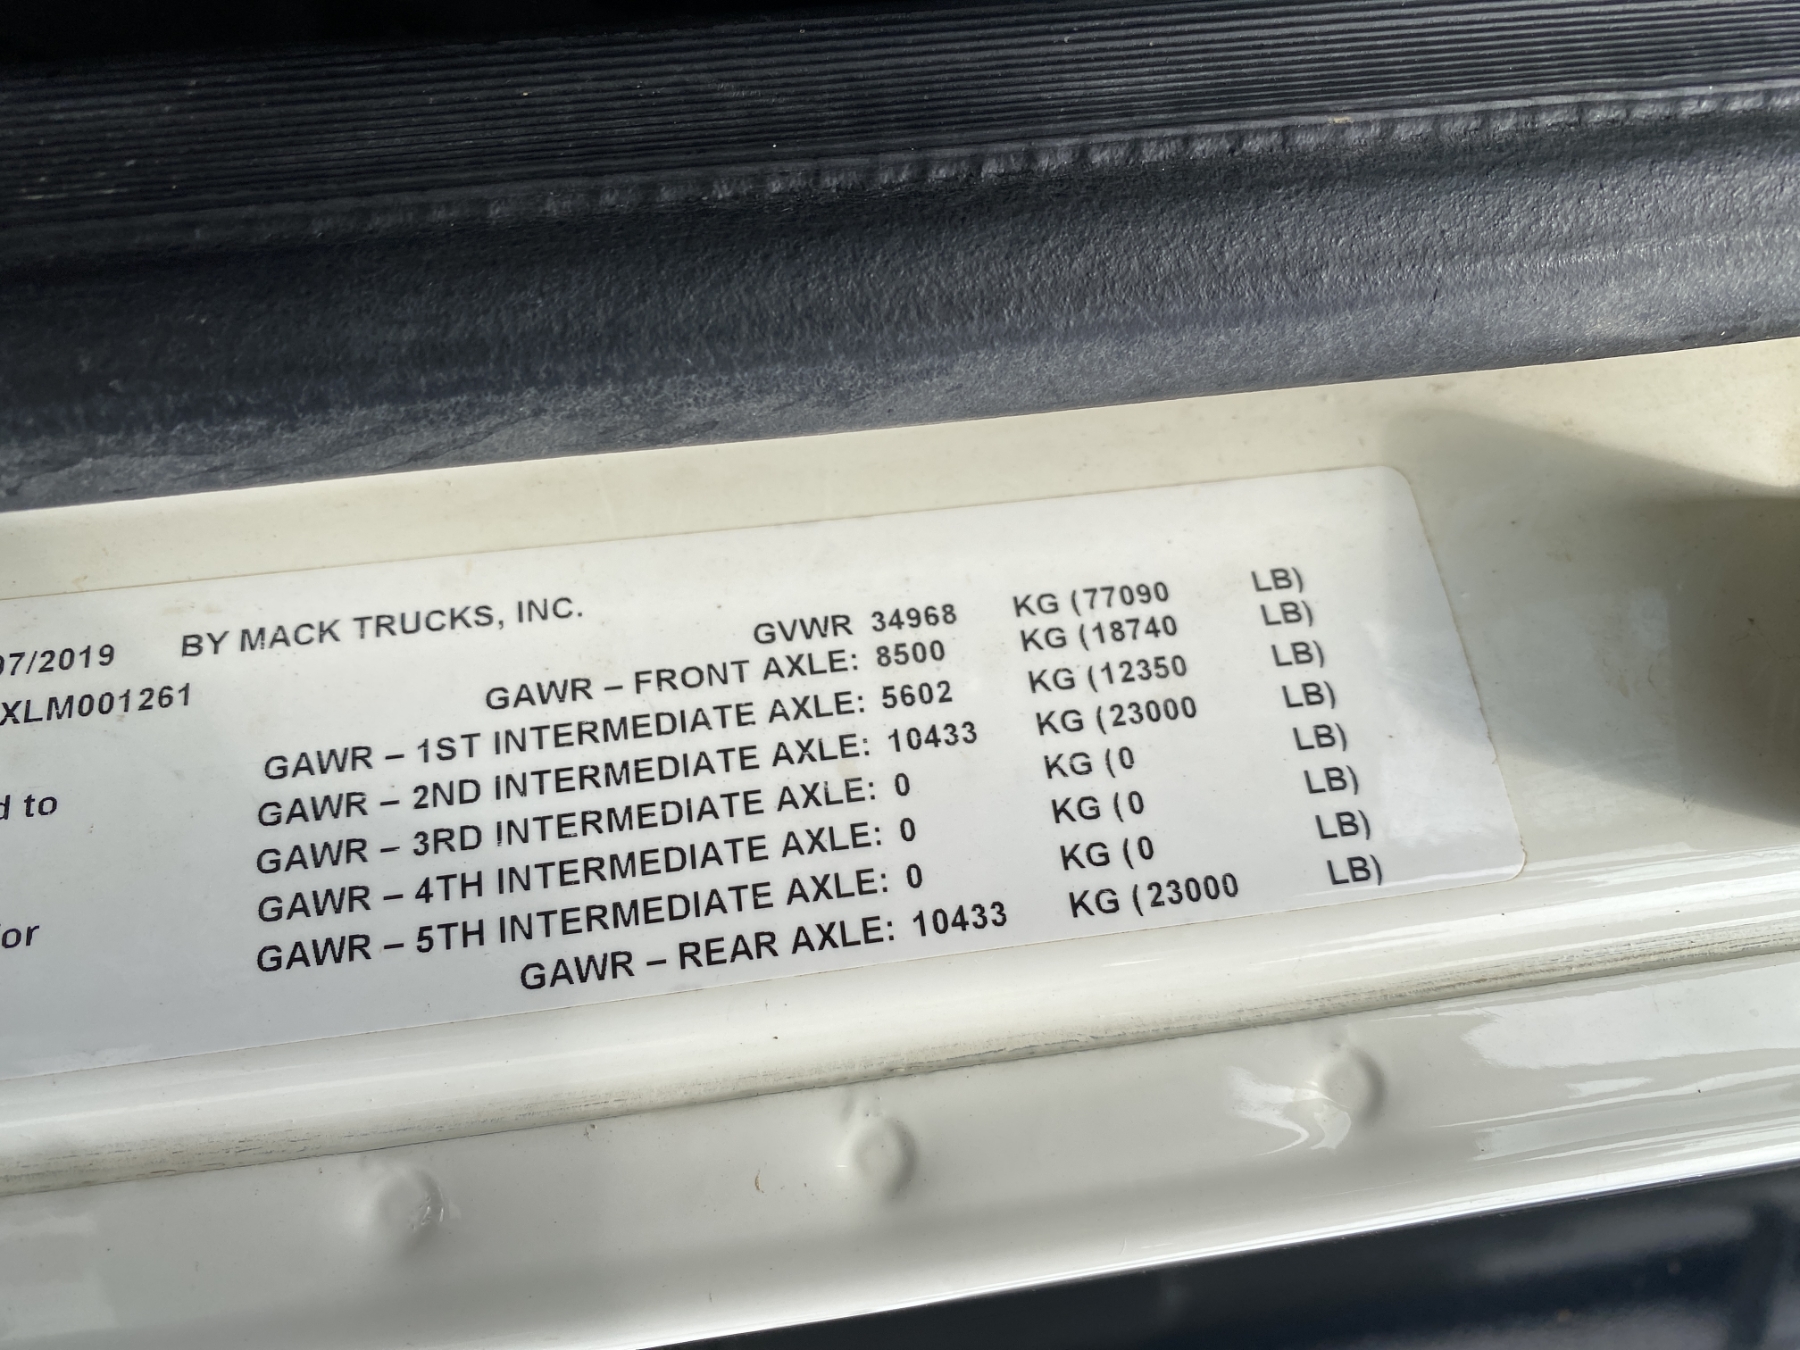 07/2019 BY MACK TRUCKS, INC.
XLM001261
GVWR 34968 KG (77090 LB)
GAWR – FRONT AXLE: 8500 KG (18740 LB)
GAWR – 1ST INTERMEDIATE AXLE: 5602 KG (12350 LB)
GAWR – 2ND INTERMEDIATE AXLE: 10433 KG (23000 LB)
GAWR – 3RD INTERMEDIATE AXLE: 0 KG (0 LB)
GAWR – 4TH INTERMEDIATE AXLE: 0 KG (0 LB)
GAWR – 5TH INTERMEDIATE AXLE: 0 KG (0 LB)
GAWR – REAR AXLE: 10433 KG (23000 LB)
d to
or